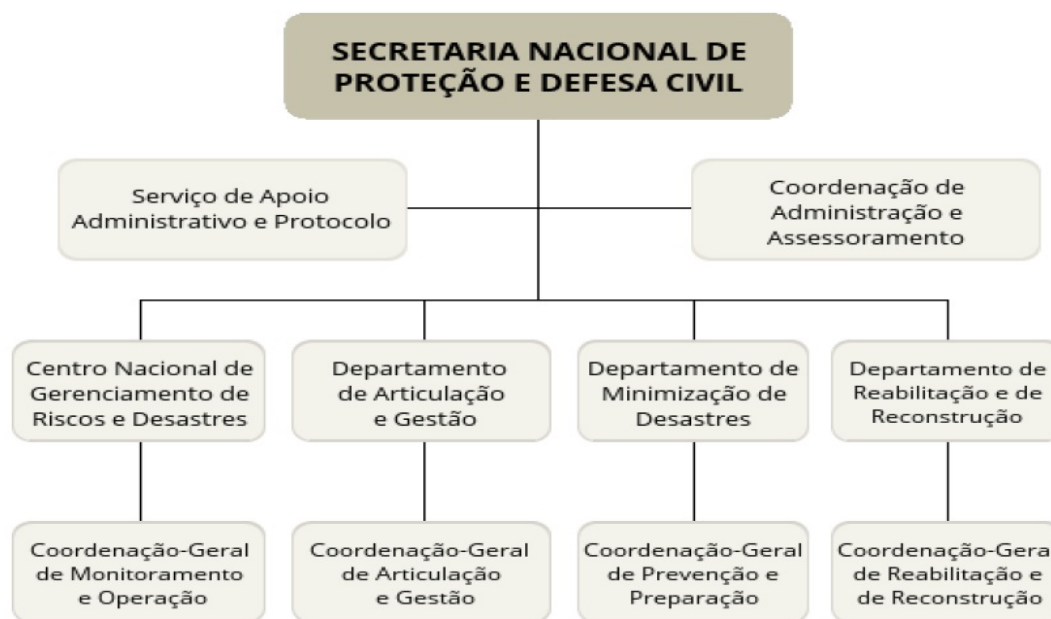 SECRETARIA NACIONAL DE
PROTEÇÃO E DEFESA CIVIL
Serviço de Apoio
Administrativo e Protocolo
Coordenação de
Administração e
Assessoramento
Centro Nacional de
Gerenciamento de
Riscos e Desastres
Departamento
de Articulação
e Gestão
Departamento de
Minimização de
Desastres
Departamento de
Reabilitação e de
Reconstrução
Coordenação-Geral
de Monitoramento
e Operação
Coordenação-Geral
de Articulação
e Gestão
Coordenação-Geral
de Prevenção e
Preparação
Coordenação-Geral
de Reabilitação e
de Reconstrução